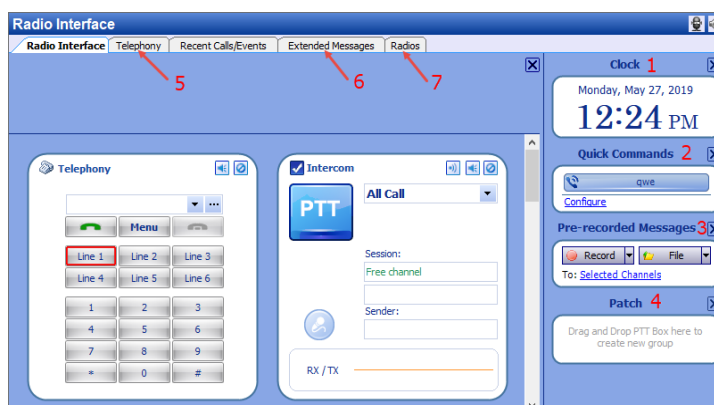 Radio Interface
Radio Interface Telephony Recent Calls/Events Extended Messages Radios
5
6
7
Clock 1
Monday, May 27, 2019
12:24 PM
Quick Commands 2
qwe
Configure
Pre-recorded Messages 3
Record File
To: Selected Channels
Patch 4
Drag and Drop PTT Box here to
create new group
Telephony
...
Menu
Line 1 Line 2 Line 3
Line 4 Line 5 Line 6
1 2 3
4 5 6
7 8 9
* 0 #
Intercom
PTT
All Call
Session:
Free channel
Sender:
RX / TX